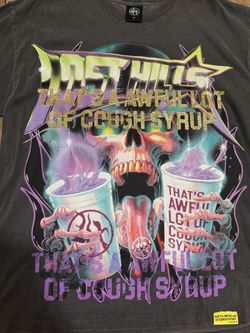 LOST HILLS
THAT'S A AWFUL LOT
OF COUGH SYRUP
THAT'S A
AWFUL
LOT OF
COUGH
SYRUP
THAT'S A AWFUL LOT
OF COUGH SYRUP